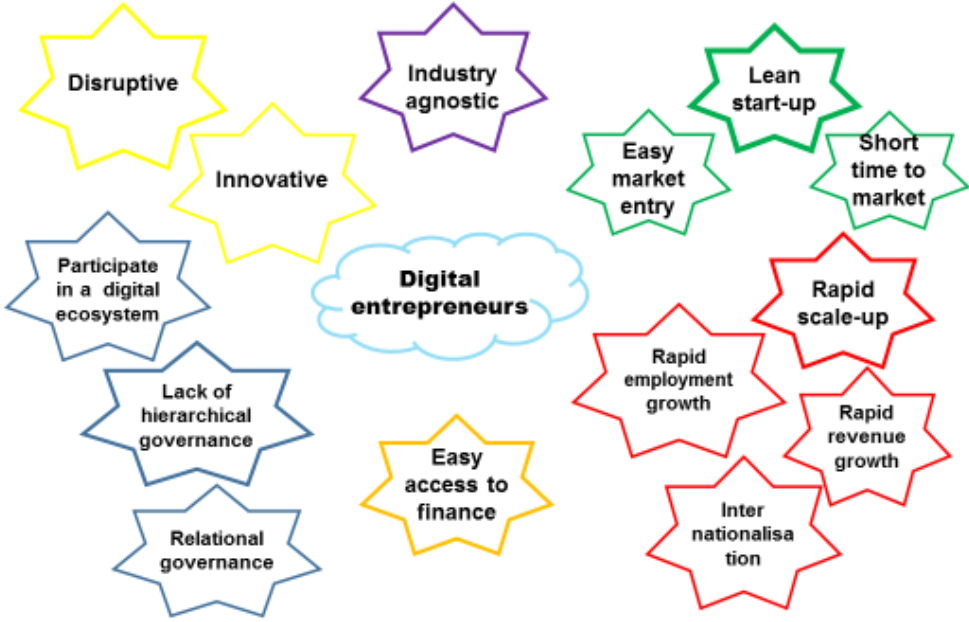 Disruptive
Innovative
Industry
agnostic
Lean
start-up
Easy
market
entry
Short
time to
market
Participate
in a digital
ecosystem
Digital
entrepreneurs
Rapid
scale-up
Lack of
hierarchical
governance
Rapid
employment
growth
Rapid
revenue
growth
Easy
access to
finance
Relational
governance
Inter
nationalisa
tion